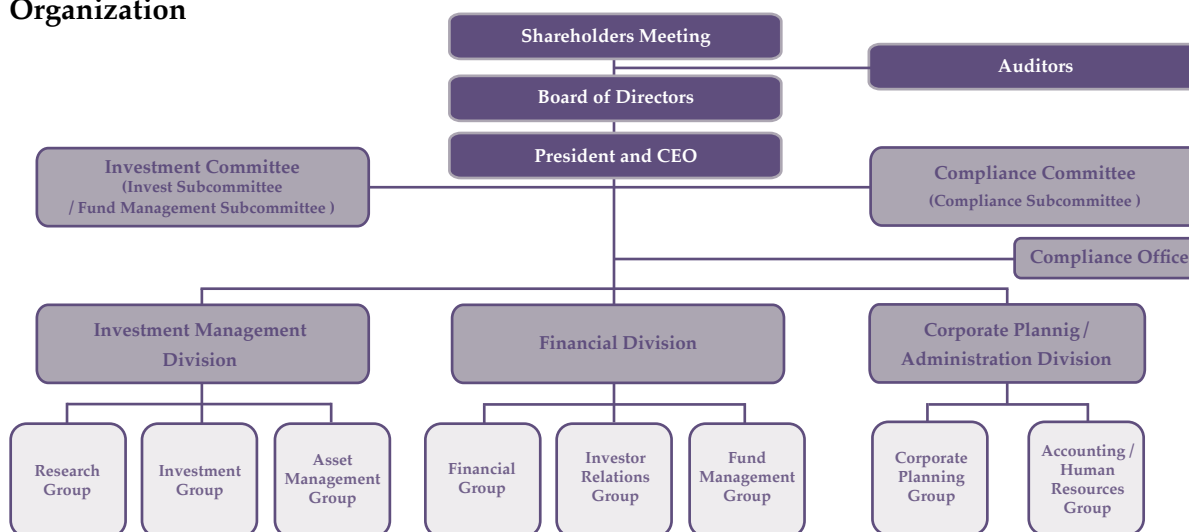 Organization
Shareholders Meeting
Auditors
Board of Directors
President and CEO
Investment Committee
(Invest Subcommittee
/ Fund Management Subcommittee )
Compliance Committee
(Compliance Subcommittee )
Compliance Office
Investment Management
Division
Financial Division
Corporate Plannig /
Administration Division
Research
Group
Investment
Group
Asset
Management
Group
Financial
Group
Investor
Relations
Group
Fund
Management
Group
Corporate
Planning
Group
Accounting /
Human
Resources
Group